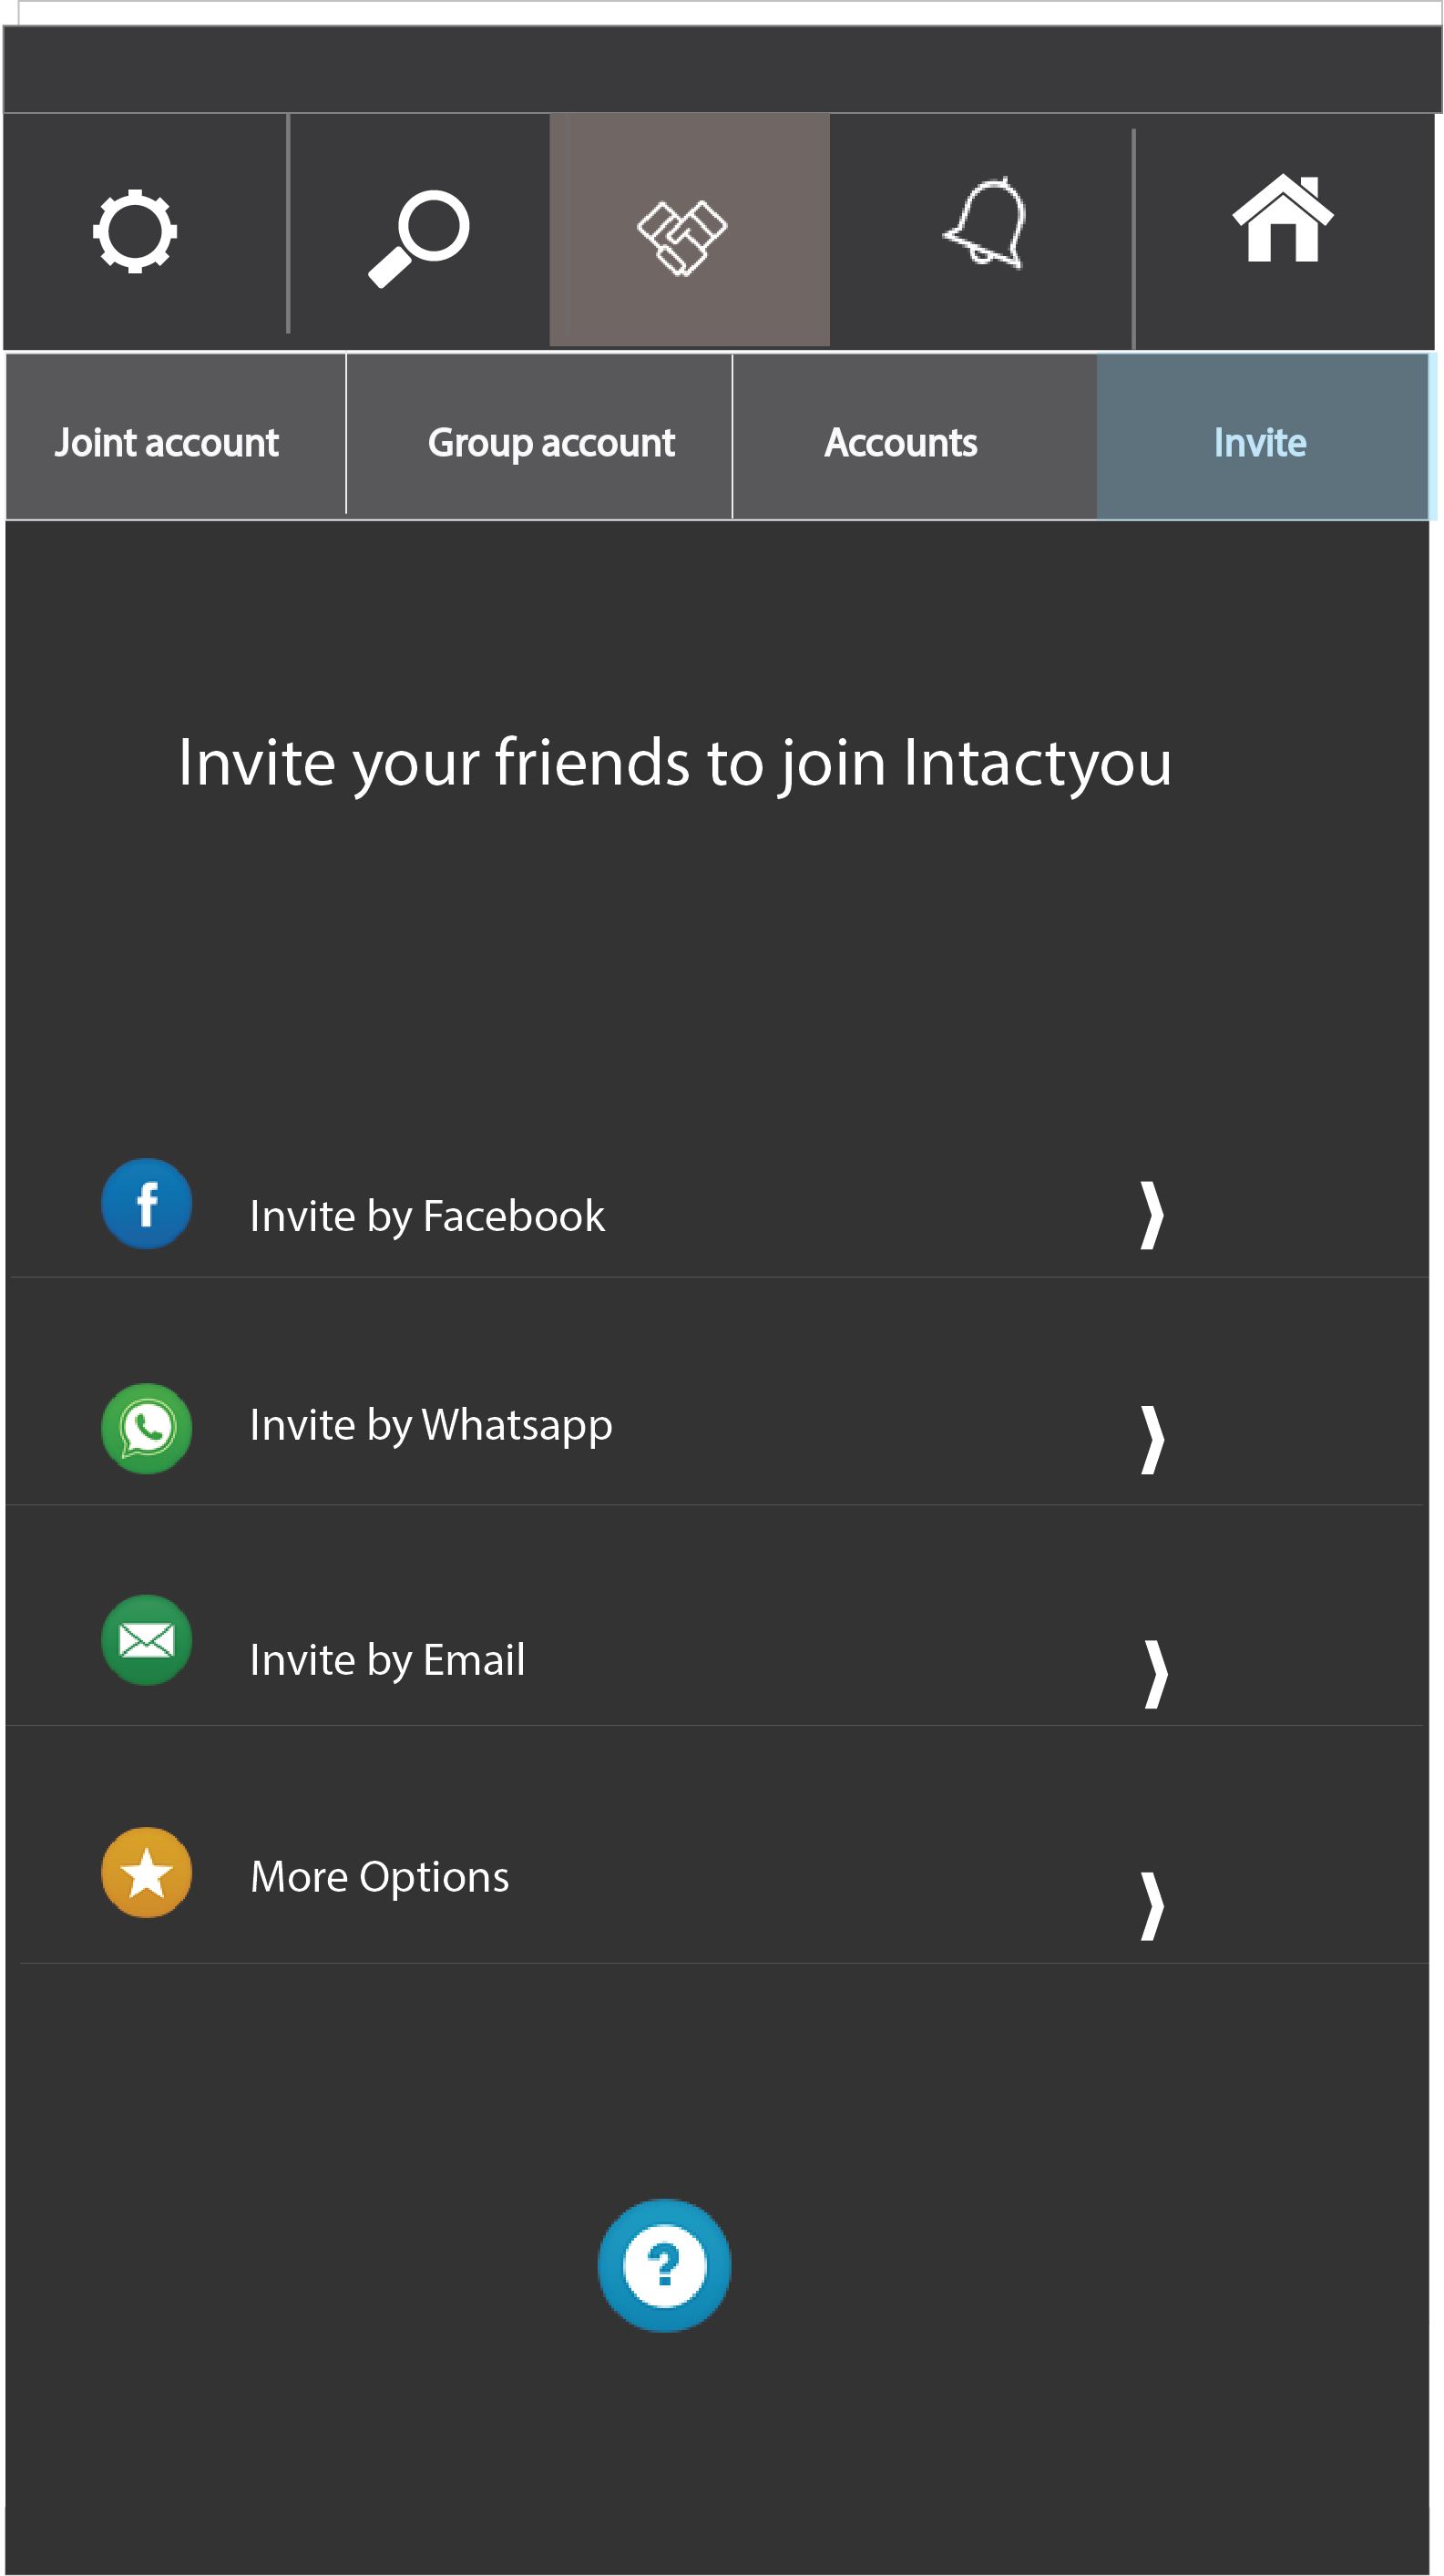 Joint account
Group account
Accounts
Invite
Invite your friends to join Intactyou
f
Invite by Facebook
Invite by Whatsapp
Invite by Email
More Options
?